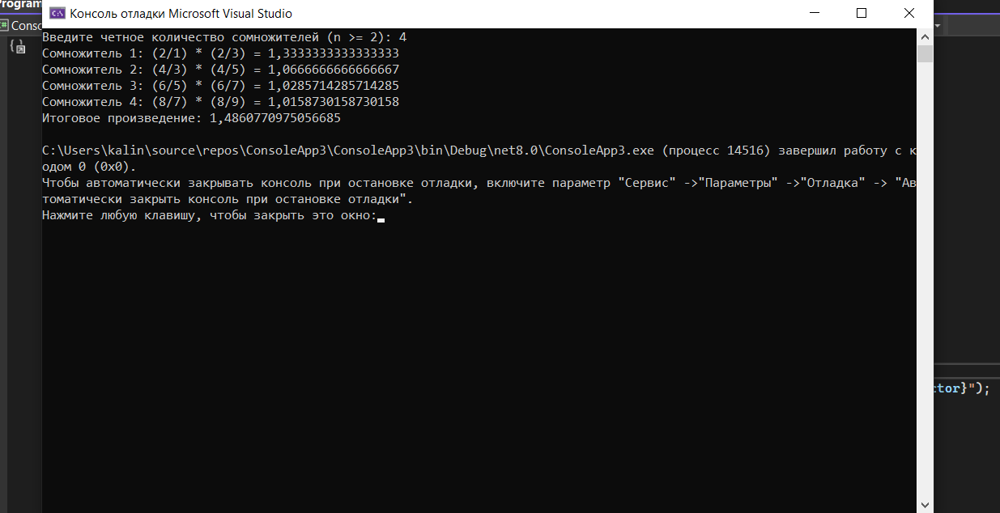 Program
Консоль отладки Microsoft Visual Studio
Введите четное количество сомножителей (n >= 2): 4
Сомножитель 1: (2/1) * (2/3) = 1,3333333333333333
Сомножитель 2: (4/3) * (4/5) = 1,0666666666666667
Сомножитель 3: (6/5) * (6/7) = 1,0285714285714285
Сомножитель 4: (8/7) * (8/9) = 1,0158730158730158
Итоговое произведение: 1,4860770975056685
C:\Users\kalin\source\repos\ConsoleApp3\ConsoleApp3\bin\Debug\net8.0\ConsoleApp3.exe (процесс 14516) завершил работу с к
одом 0 (0x0).
Чтобы автоматически закрывать консоль при остановке отладки, включите параметр "Сервис" ->"Параметры" ->"Отладка" -> "Ав
томатически закрыть консоль при остановке отладки".
Нажмите любую клавишу, чтобы закрыть это окно:
ctor}");